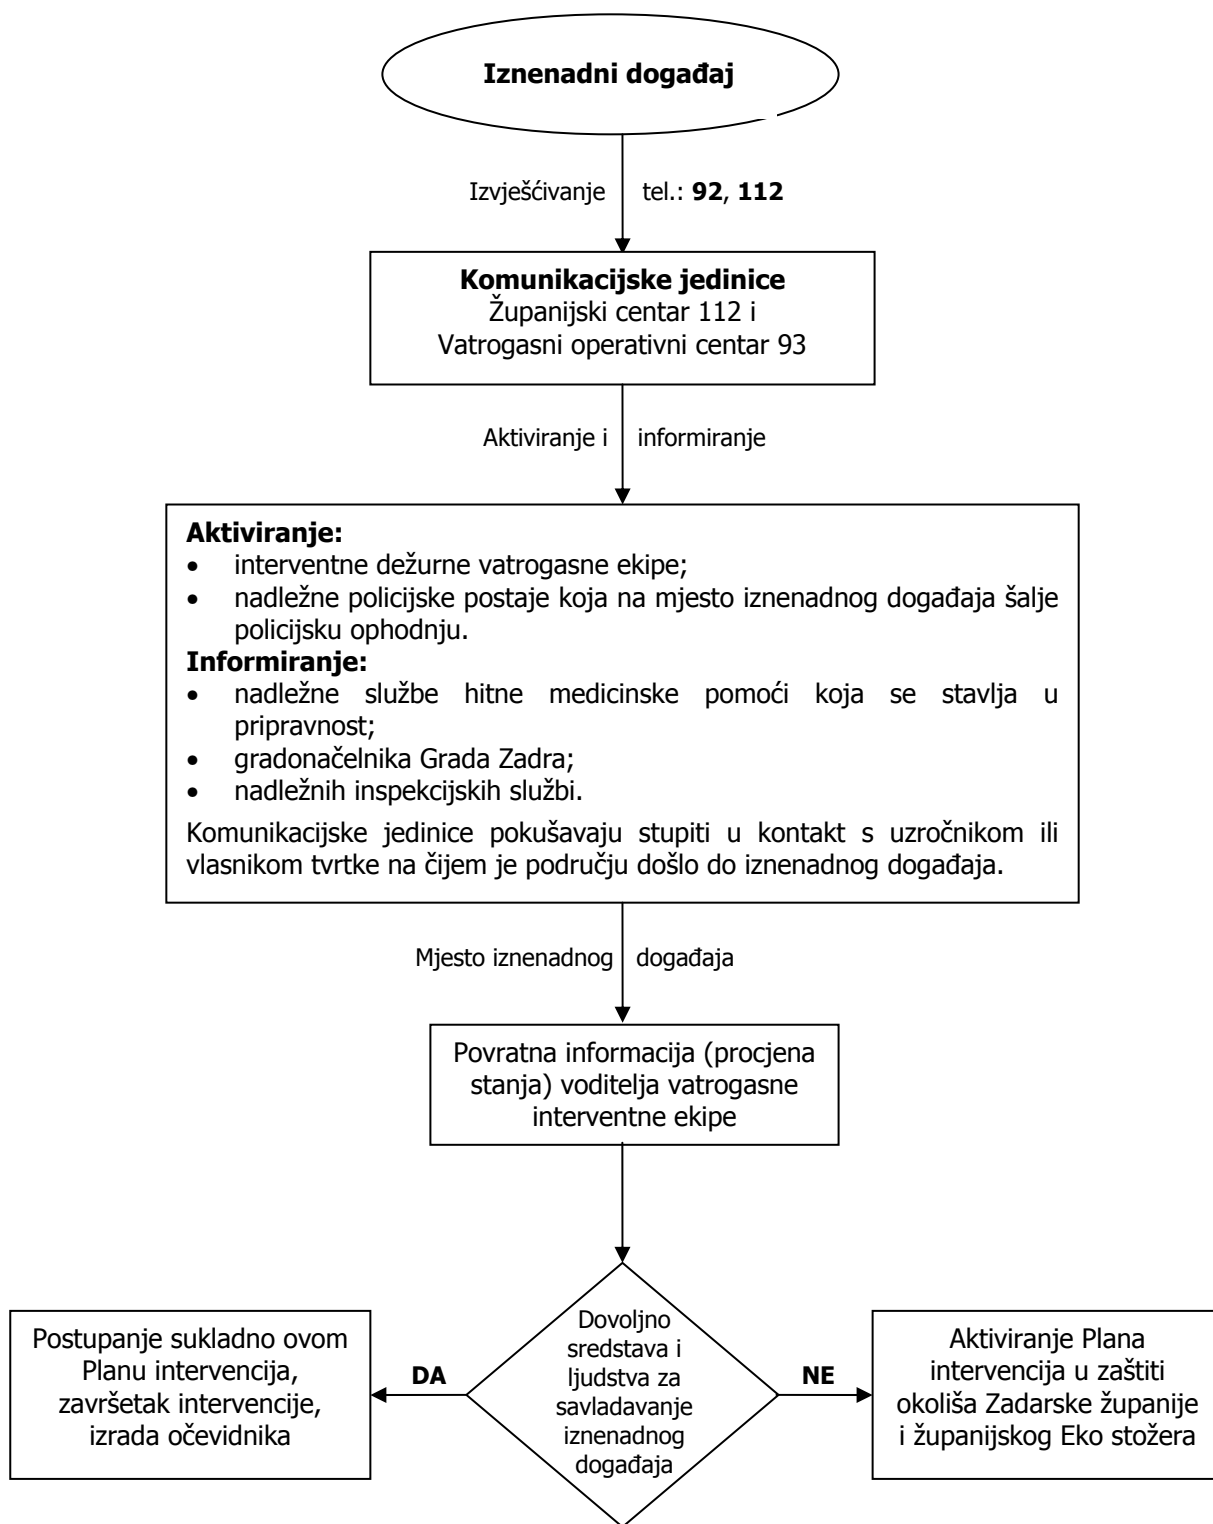 Iznenadni događaj
Izvješćivanje tel.: 92, 112
Komunikacijske jedinice
Županijski centar 112 i
Vatrogasni operativni centar 93
Aktiviranje i informiranje
Aktiviranje:
• interventne dežurne vatrogasne ekipe;
• nadležne policijske postaje koja na mjesto iznenadnog događaja šalje
policijsku ophodnju.
Informiranje:
• nadležne službe hitne medicinske pomoći koja se stavlja u
pripravnost;
• gradonačelnika Grada Zadra;
• nadležnih inspekcijskih službi.
Komunikacijske jedinice pokušavaju stupiti u kontakt s uzročnikom ili
vlasnikom tvrtke na čijem je području došlo do iznenadnog događaja.
Mjesto iznenadnog događaja
Povratna informacija (procjena
stanja) voditelja vatrogasne
interventne ekipe
Dovoljno
sredstava i
ljudstva za
savladavanje
iznenadnog
događaja
DA
Postupanje sukladno ovom
Planu intervencija,
završetak intervencije,
izrada očevidnika
NE
Aktiviranje Plana
intervencija u zaštiti
okoliša Zadarske županije
i županijskog Eko stožera